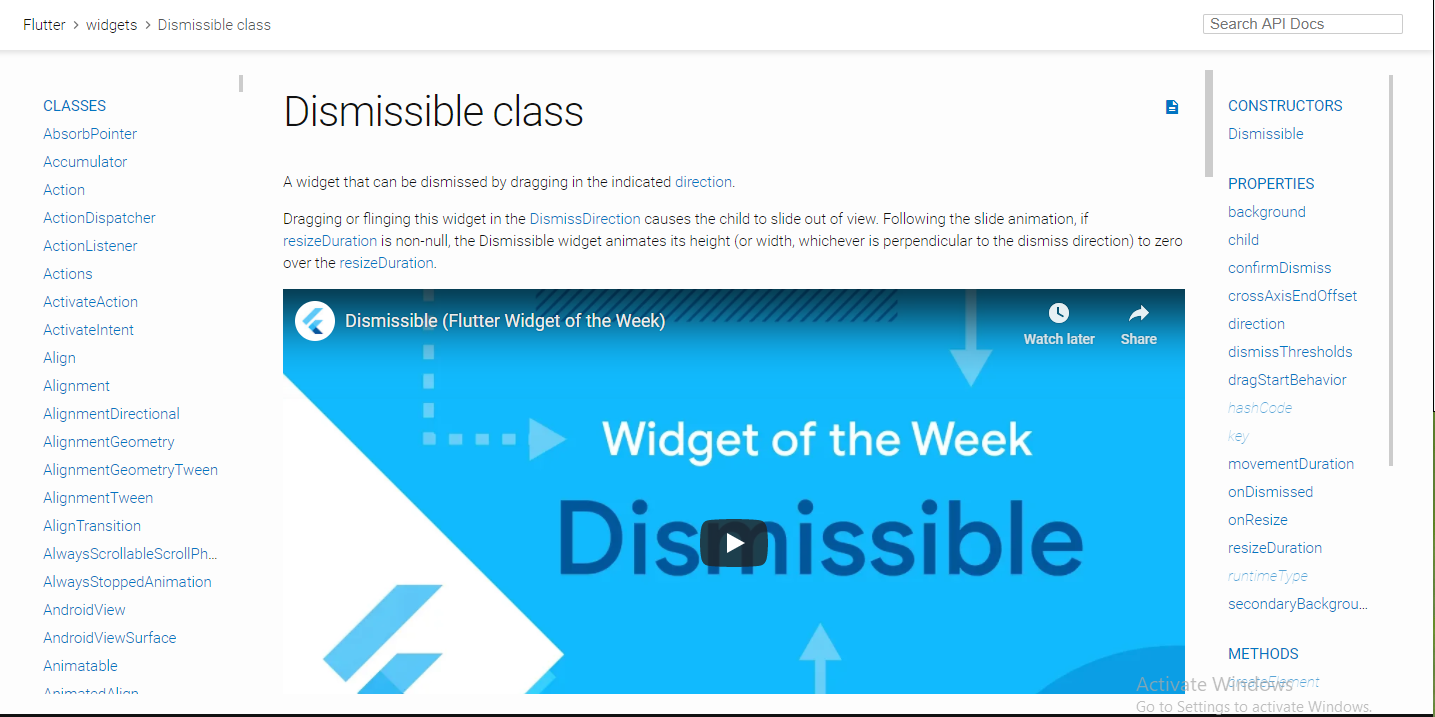 Flutter > widgets > Dismissible class
Search API Docs
CLASSES
AbsorbPointer
Accumulator
Action
ActionDispatcher
ActionListener
Actions
ActivateAction
ActivateIntent
Align
Alignment
AlignmentDirectional
AlignmentGeometry
AlignmentGeometryTween
AlignmentTween
AlignTransition
AlwaysScrollableScrollPh...
AlwaysStoppedAnimation
AndroidView
AndroidViewSurface
Animatable
AnimatedAlign
Dismissible class
A widget that can be dismissed by dragging in the indicated direction.
Dragging or flinging this widget in the DismissDirection causes the child to slide out of view. Following the slide animation, if
resizeDuration is non-null, the Dismissible widget animates its height (or width, whichever is perpendicular to the dismiss direction) to zero
over the resizeDuration.
Dismissible (Flutter Widget of the Week)
Watch later
Share
Widget of the Week
Dismissible
CONSTRUCTORS
Dismissible
PROPERTIES
background
child
confirmDismiss
crossAxisEndOffset
direction
dismissThresholds
dragStartBehavior
hashCode
key
movementDuration
onDismissed
onResize
resizeDuration
runtimeType
secondaryBackgrou...
METHODS
createElement
Activate Windows
Go to Settings to activate Windows.